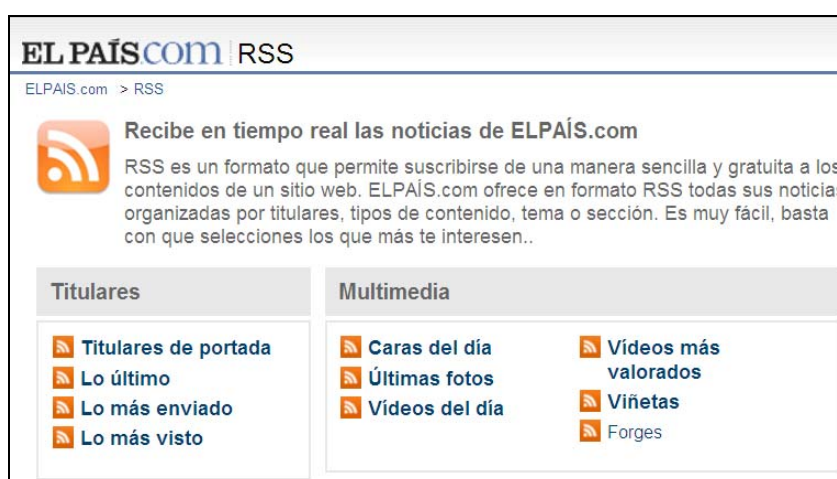 EL PAÍS.com RSS
ELPAIS.com > RSS
Recibe en tiempo real las noticias de ELPAÍS.com
RSS es un formato que permite suscribirse de una manera sencilla y gratuita a los
contenidos de un sitio web. ELPAÍS.com ofrece en formato RSS todas sus noticias
organizadas por titulares, tipos de contenido, tema o sección. Es muy fácil, basta
con que selecciones los que más te interesen..
Titulares
Titulares de portada
Lo último
Lo más enviado
Lo más visto
Multimedia
Caras del día
Últimas fotos
Vídeos del día
Vídeos más
valorados
Viñetas
Forges